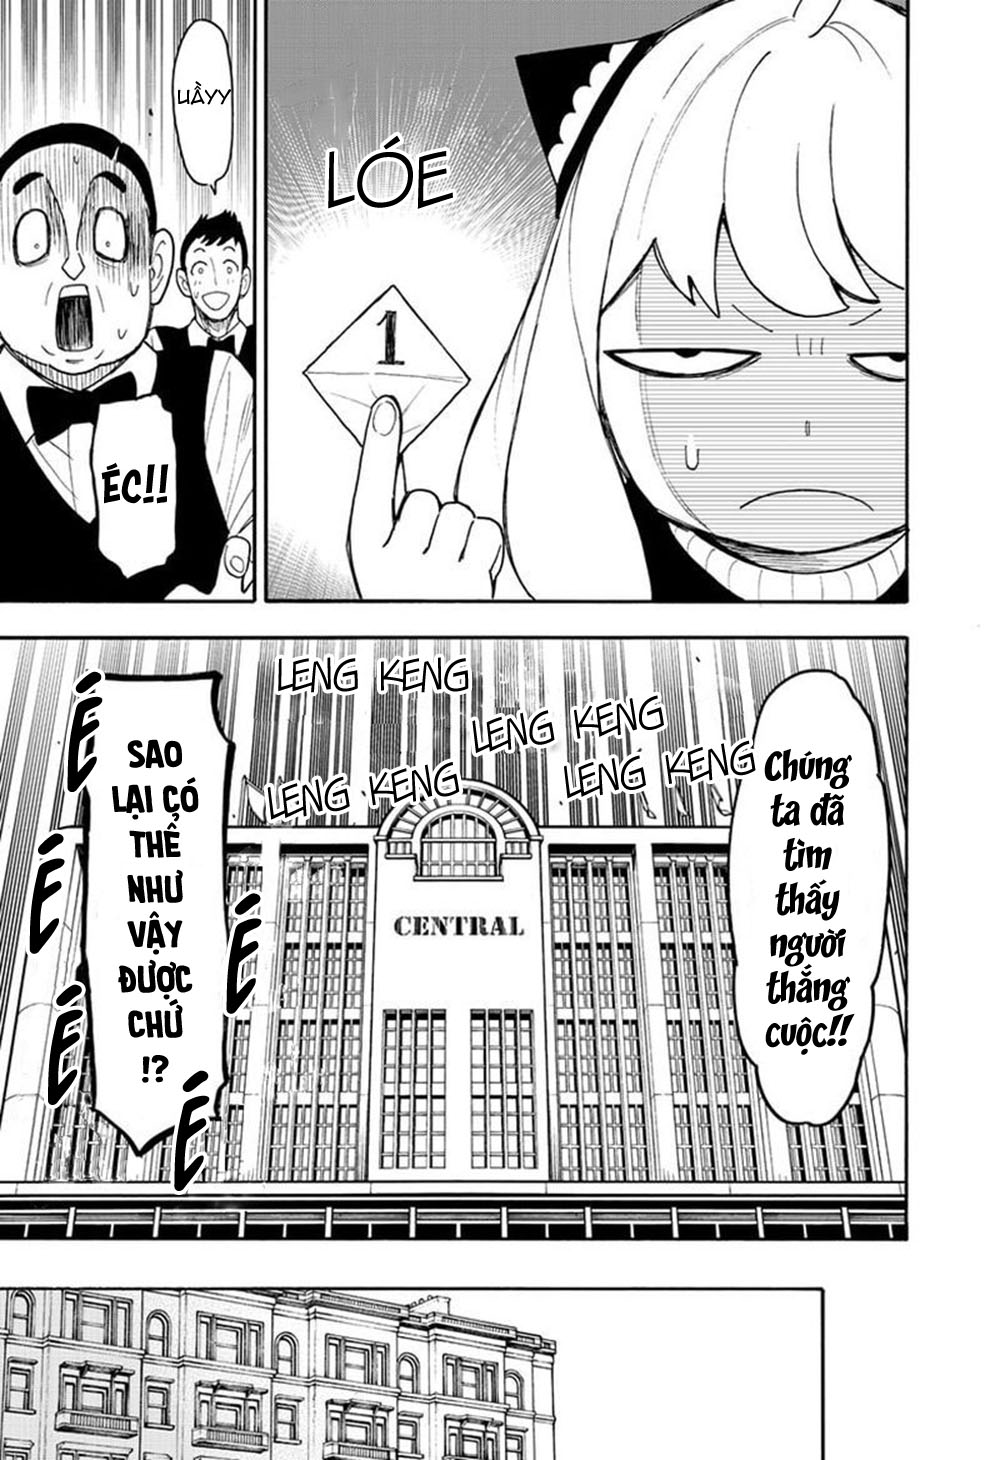 LÓE
1
UẦYY
ÉC!!
Chúng
ta đã
tìm
thấy
người
thắng
cuộc!!
LENG KENG
LENG KENG
LENG KENG
LENG KENG
CENTRAL
SAO
LẠI CÓ
THỂ
NHƯ
VẬY
ĐƯỢC
CHỨ
!?
É
É
É
É
É